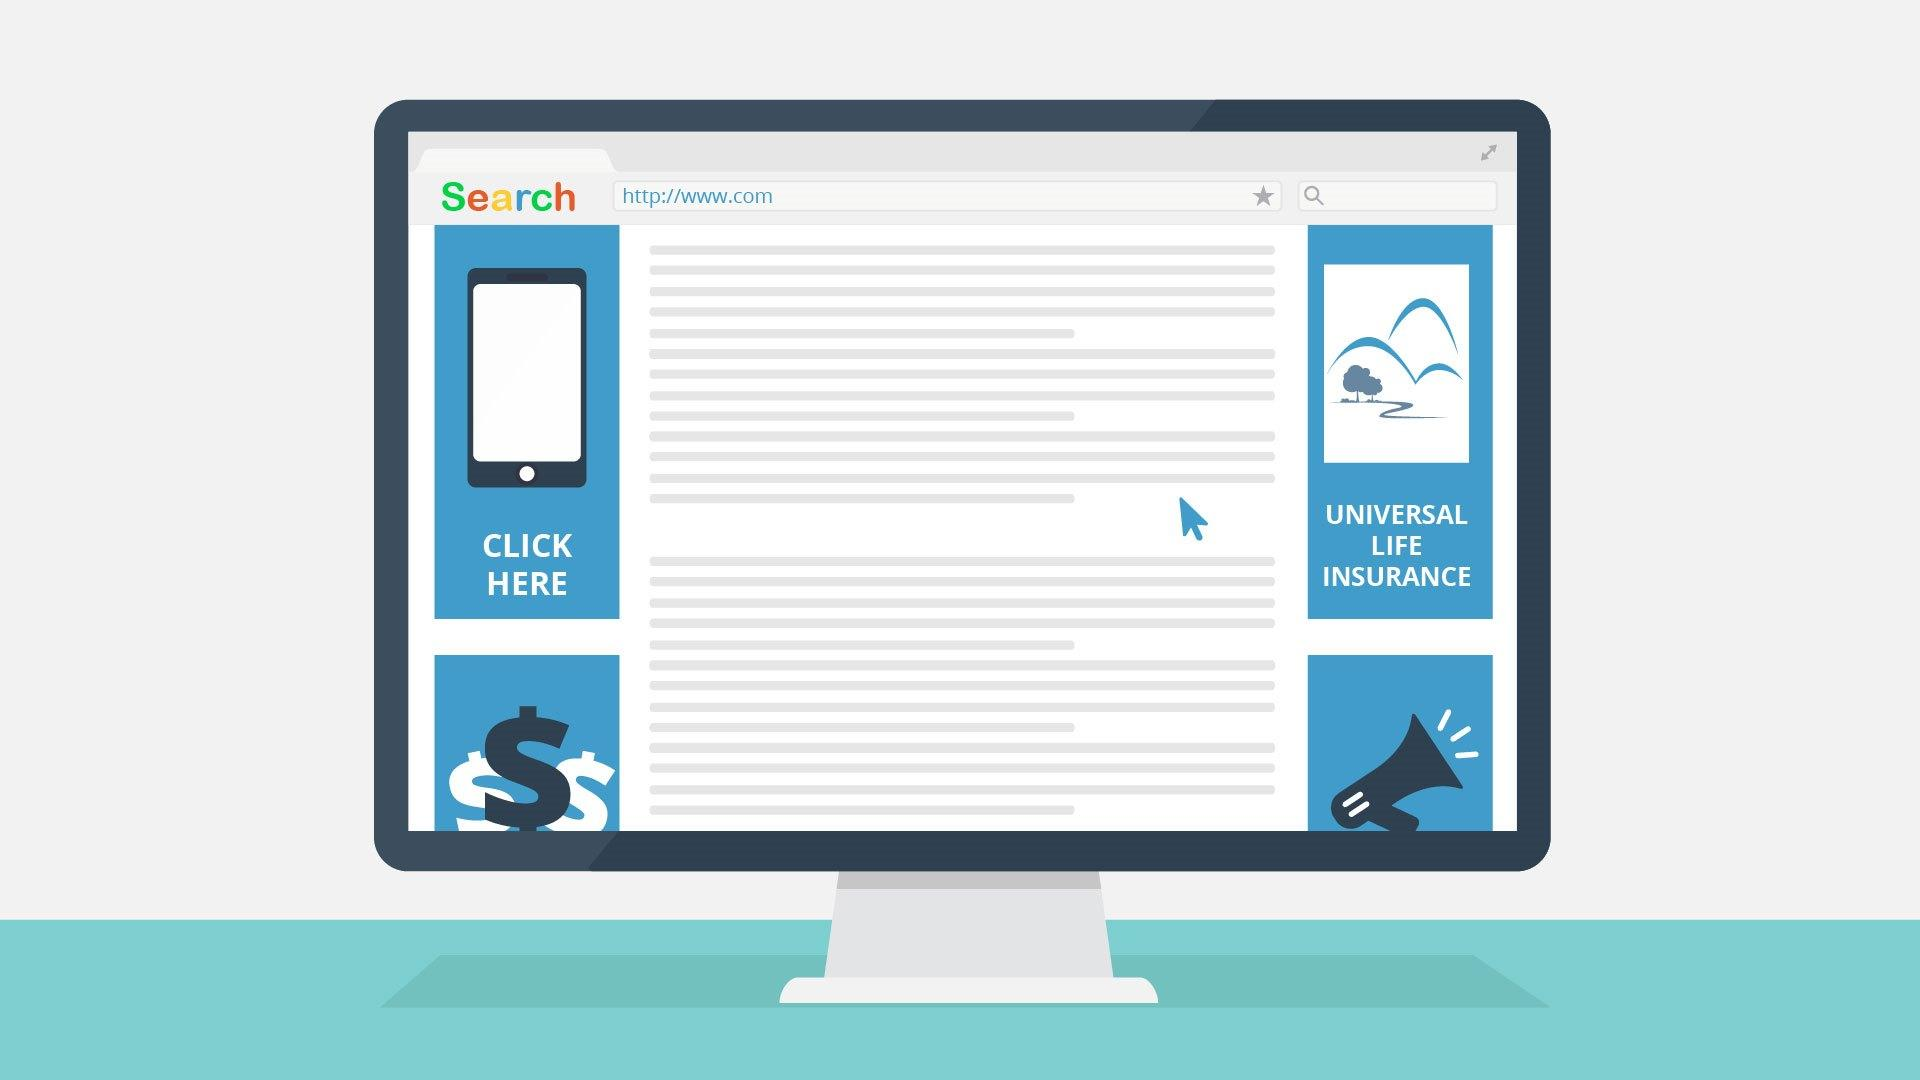 Search
http://www.com
CLICK
HERE
UNIVERSAL
LIFE
INSURANCE
$
$
$